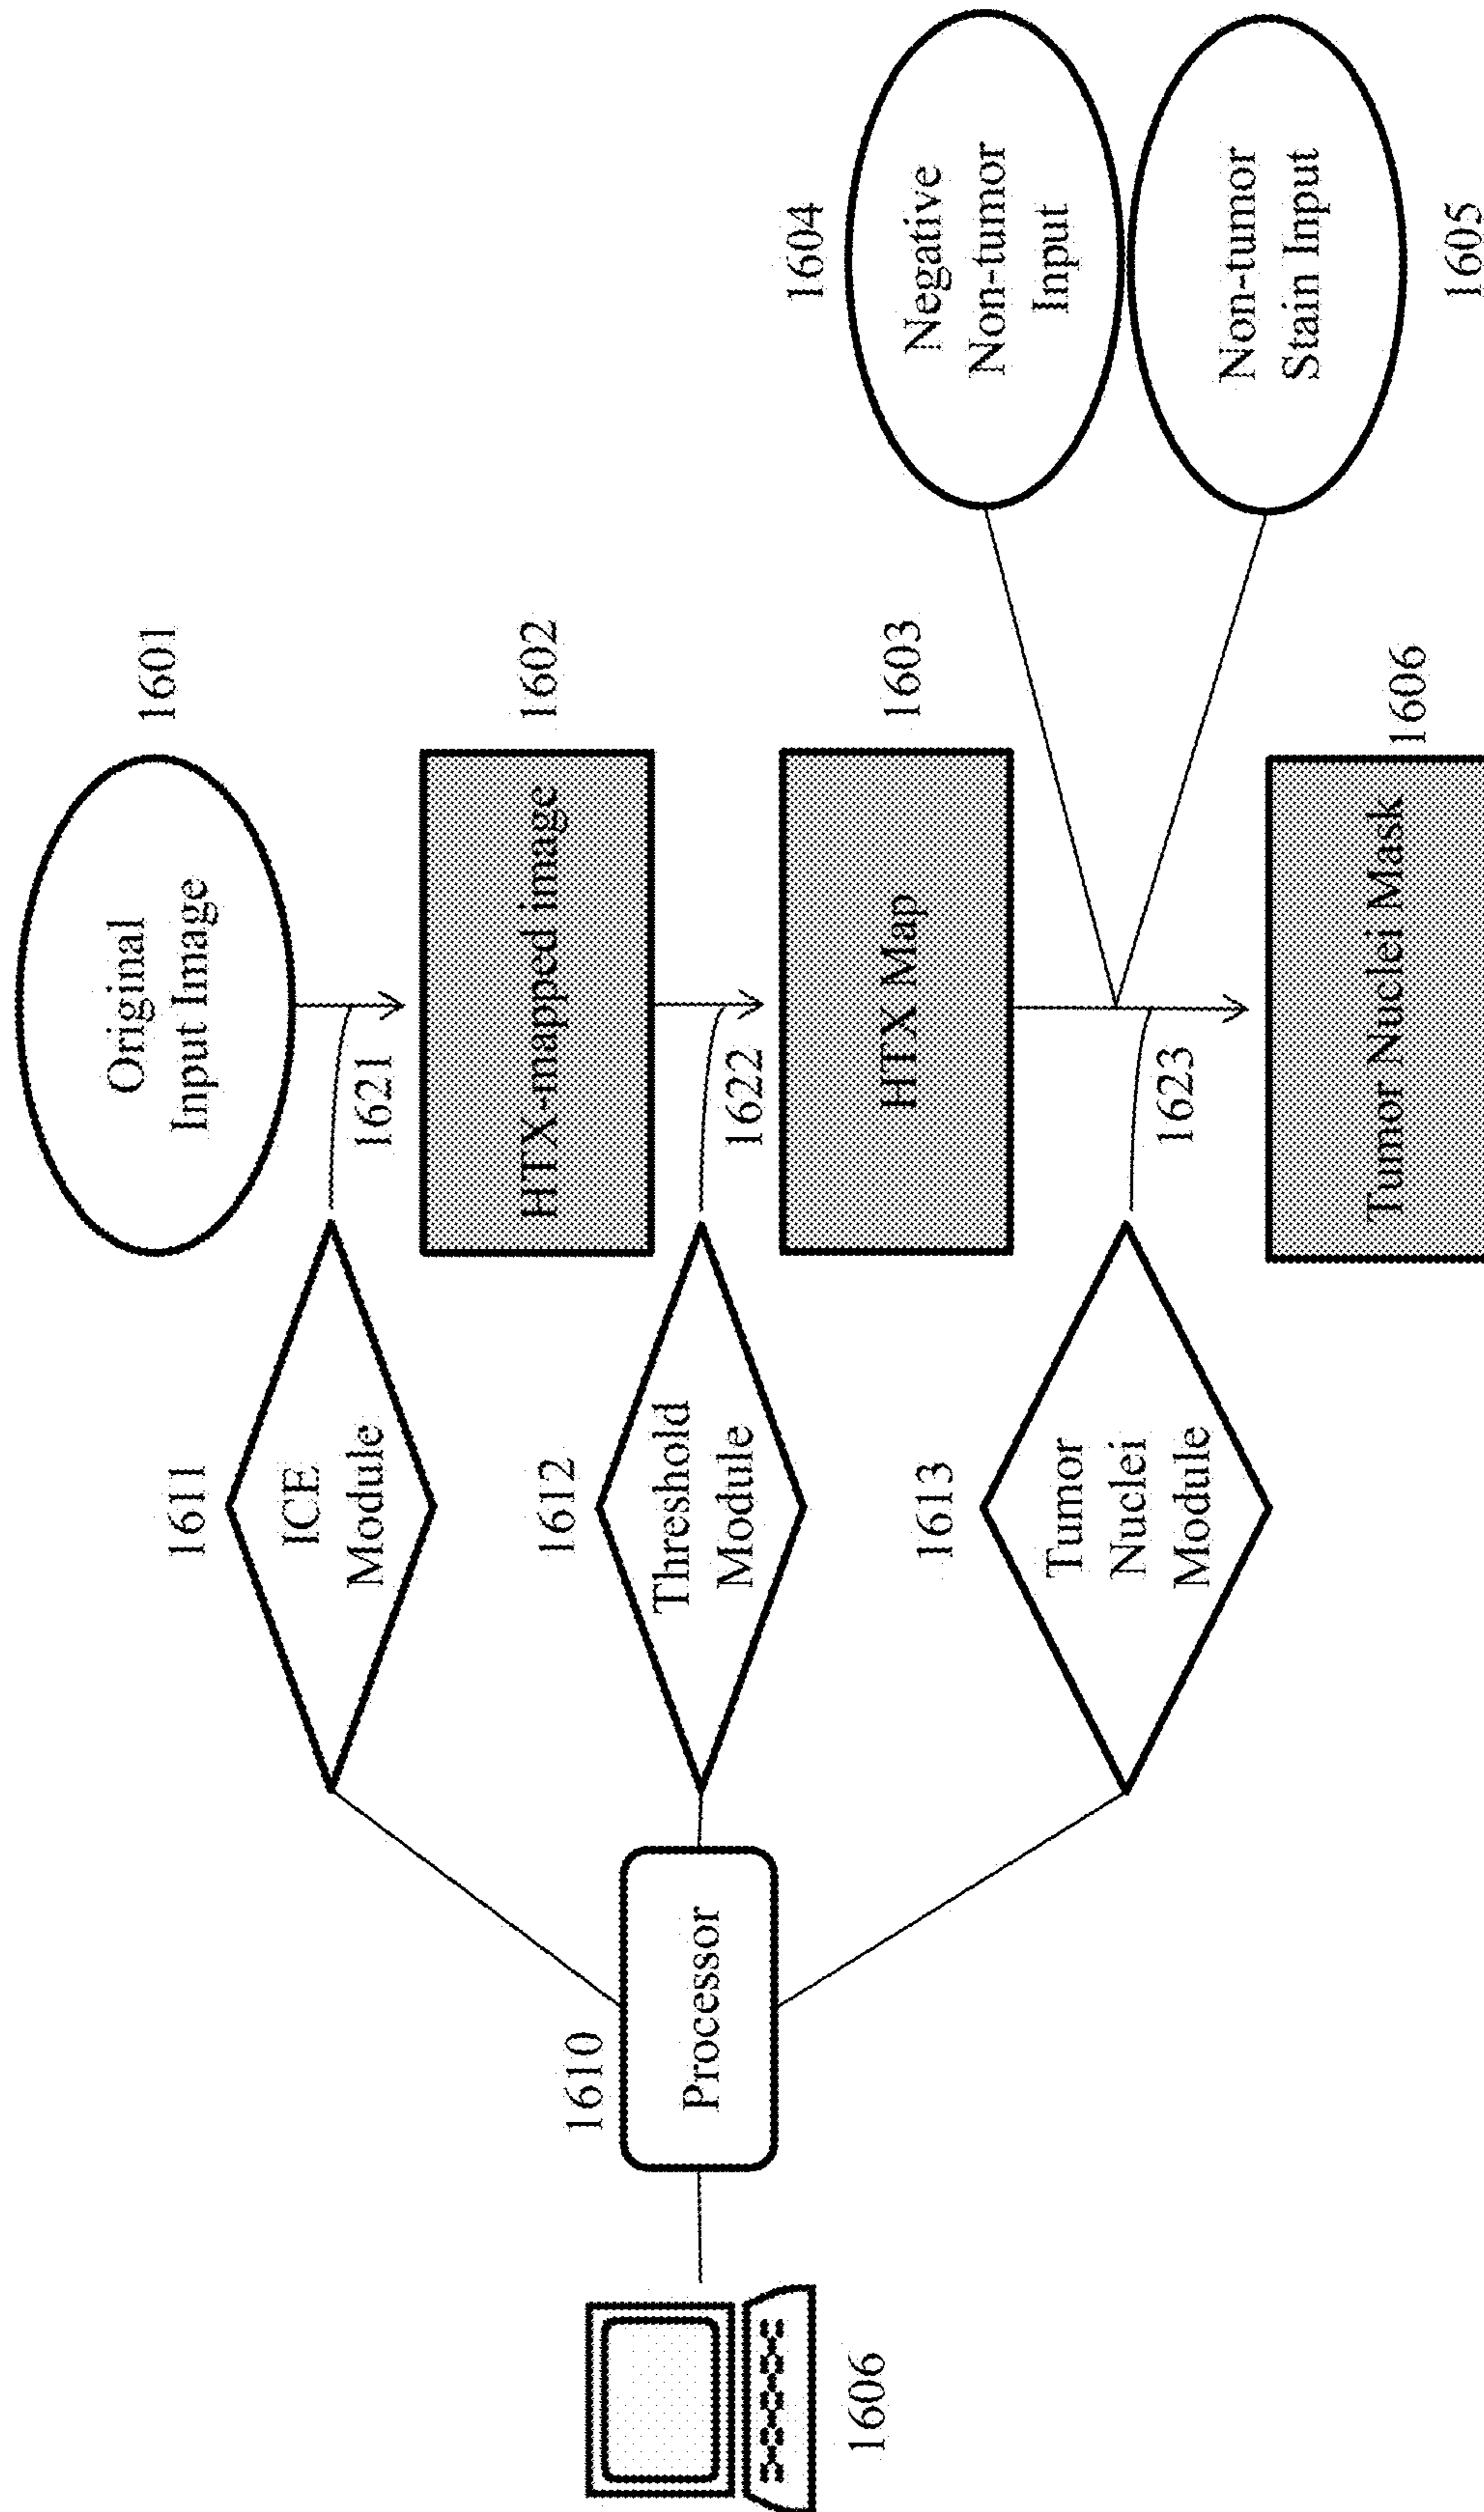 1601
Original
Input Image
1611
ICE
Module
1621
1602
HTX-mapped image
1612
Threshold
Module
1622
1610
Processor
1603
HTX Map
1604
Negative
Non-tumor
Input
1613
Tumor
Nuclei
Module
1623
Non-tumor
Stain Input
1605
1606
Tumor Nuclei Mask
1606